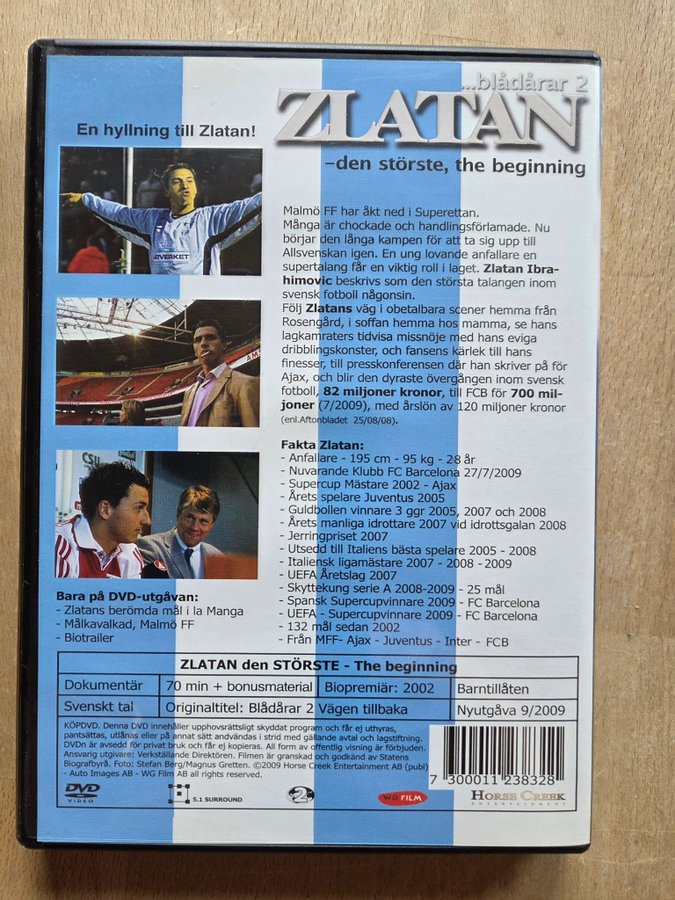 ...blådårar 2
ZLATAN
–den störste, the beginning
En hyllning till Zlatan!
Malmö FF har åkt ned i Superettan.
Många är chockade och handlingsförlamade. Nu
börjar den långa kampen för att ta sig upp till
Allsvenskan igen. En ung lovande anfallare en
supertalang får en viktig roll i laget. Zlatan Ibra-
himovic beskrivs som den största talangen inom
svensk fotboll någonsin.
Följ Zlatans väg i obetalbara scener hemma från
Rosengård, i soffan hemma hos mamma, se hans
lagkamraters tidvisa missnöje med hans eviga
dribblingskonster, och fansens kärlek till hans
finesser, till presskonferensen där han skriver på för
Ajax, och blir den dyraste övergången inom svensk
fotboll, 82 miljoner kronor, till FCB för 700 mil-
joner (7/2009), med årslön av 120 miljoner kronor
(enl.Aftonbladet 25/08/08).
Fakta Zlatan:
- Anfallare - 195 cm - 95 kg - 28 år
- Nuvarande Klubb FC Barcelona 27/7/2009
- Supercup Mästare 2002 - Ajax
- Årets spelare Juventus 2005
- Guldbollen vinnare 3 ggr 2005, 2007 och 2008
- Årets manliga idrottare 2007 vid idrottsgalan 2008
- Jerringpriset 2007
- Utsedd till Italiens bästa spelare 2005 - 2008
- Italiensk ligamästare 2007 - 2008 - 2009
- UEFA Åretslag 2007
- Skyttekung serie A 2008-2009 - 25 mål
- Spansk Supercupvinnare 2009 - FC Barcelona
- UEFA - Supercupvinnare 2009 - FC Barcelona
- 132 mål sedan 2002
- Från MFF- Ajax - Juventus - Inter - FCB
Bara på DVD-utgåvan:
- Zlatans berömda mål i la Manga
- Målkavalkad, Malmö FF
- Biotrailer
ZLATAN den STÖRSTE - The beginning
Dokumentär 70 min + bonusmaterial Biopremiär: 2002 Barntillåten
Svenskt tal Originaltitel: Blådårar 2 Vägen tillbaka Nyutgåva 9/2009
KÖPDVD. Denna DVD innehåller upphovsrättsligt skyddat program och får ej uthyras,
pantsättas, utlånas eller på annat sätt användas i strid med gällande avtal och lagstiftning.
DVDn är avsedd för privat bruk och får ej kopieras. All form av offentlig visning är förbjuden.
Ansvarig utgivare: Verkställande Direktören. Filmen är granskad och godkänd av Statens
Biografbyrå. Foto: Stefan Berg/Magnus Gretten. ©2009 Horse Creek Entertainment AB (publ)
- Auto Images AB - WG Film AB all rights reserved.
7 300011 238328
DVD
VIDEO
5.1 SURROUND
2
WG FILM
HORSE CREEK
ENTERTAINMENT